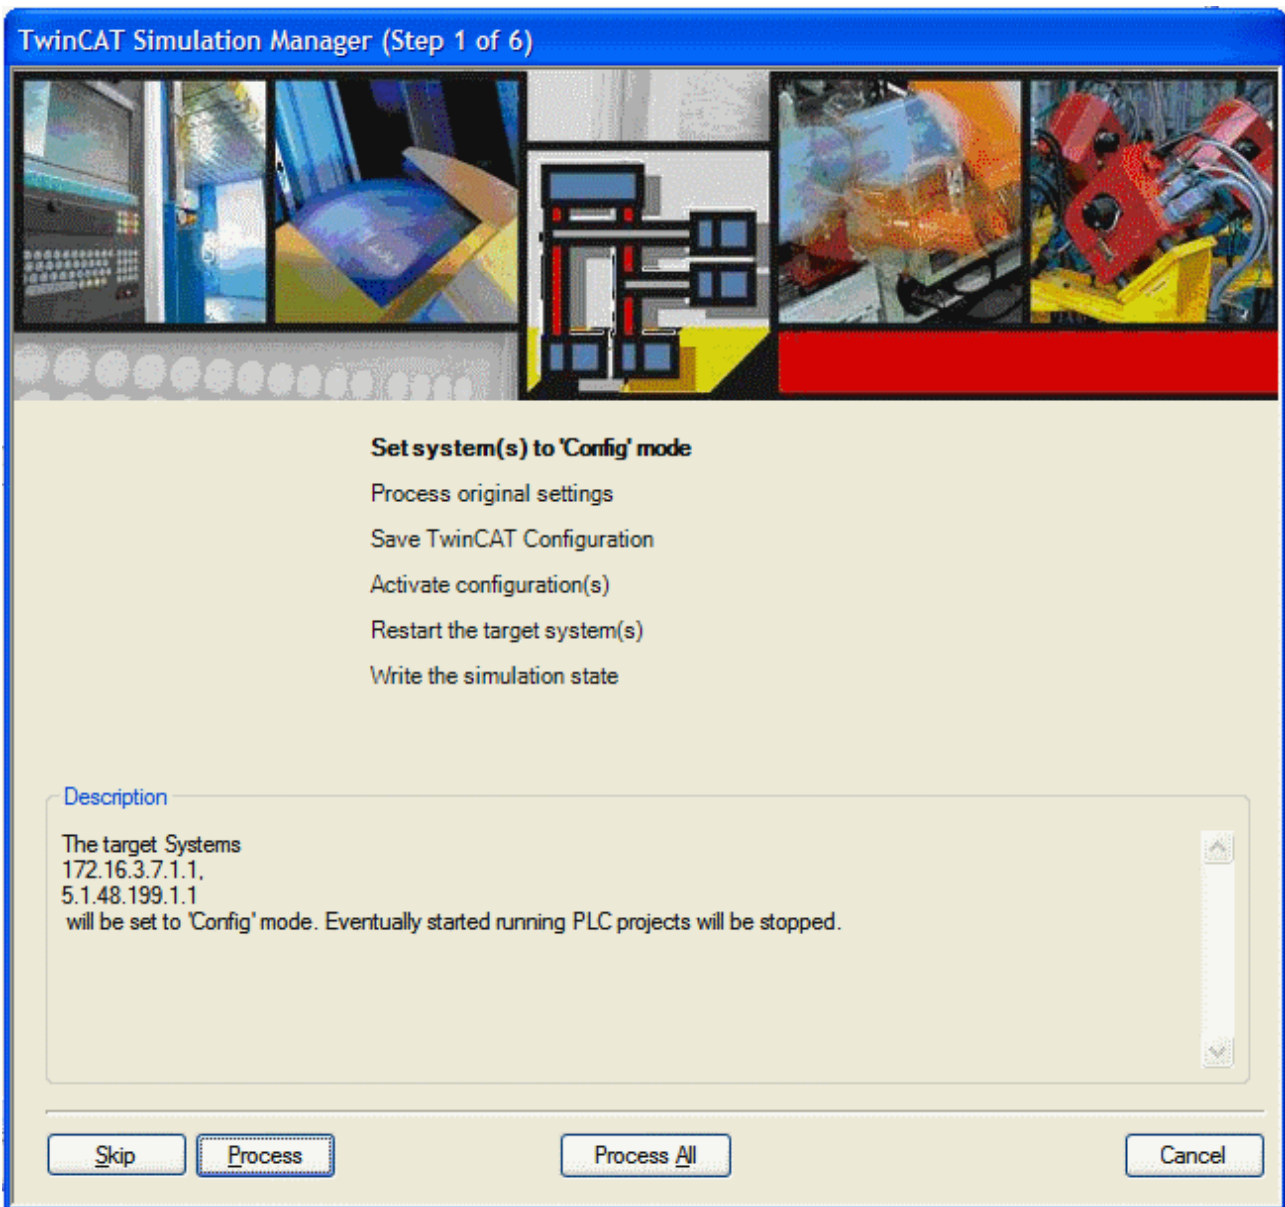 TwinCAT Simulation Manager (Step 1 of 6)
Set system(s) to 'Config' mode
Process original settings
Save TwinCAT Configuration
Activate configuration(s)
Restart the target system(s)
Write the simulation state
Description
The target Systems
172.16.3.7.1.1,
5.1.48.199.1.1
will be set to 'Config' mode. Eventually started running PLC projects will be stopped.
Skip
Process
Process All
Cancel